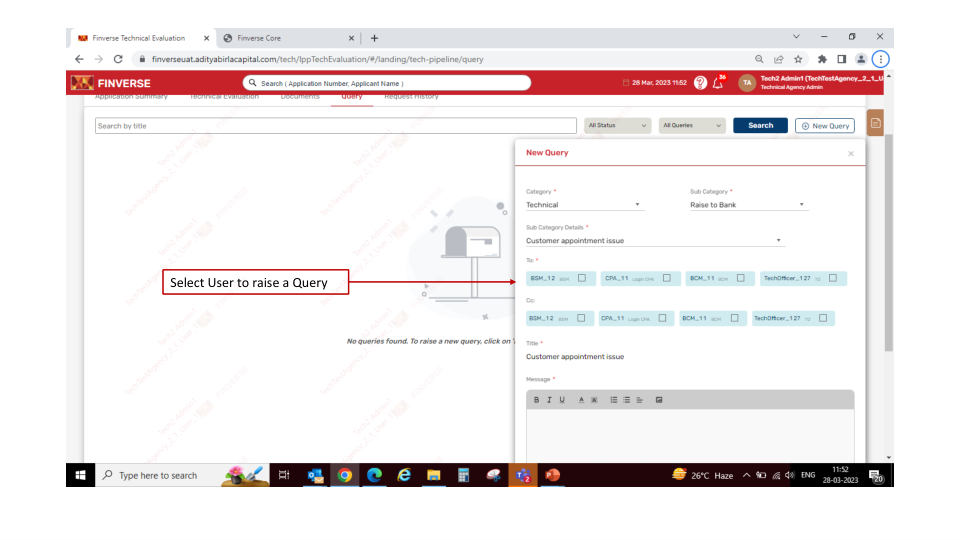 Finverse Technical Evaluation
Finverse Core
finverseuat.adityabirlacapital.com/tech/lppTechEvaluation/#/landing/tech-pipeline/query
FINVERSE
Search ( Application Number, Applicant Name )
28 Mar, 2023 11:52
36
TA
Tech2 Admin1 (TechTestAgency_2_1_U
Technical Agency Admin
Application Summary
Technical Evaluation
Documents
Query
Request History
Search by title
All Status
All Queries
Search
New Query
New Query
Category *
Sub Category *
Technical
Raise to Bank
Sub Category Details *
Customer appointment issue
To: *
BSM_12 BSM
CPA_11 Login CPA
BCM_11 BCM
TechOfficer_127 TO
Select User to raise a Query
Cc:
BSM_12 BSM
CPA_11 Login CPA
BCM_11 BCM
TechOfficer_127 TO
No queries found. To raise a new query, click on
Title *
Customer appointment issue
Message *
B I U A
Type here to search
26°C Haze
ENG
11:52
28-03-2023
20